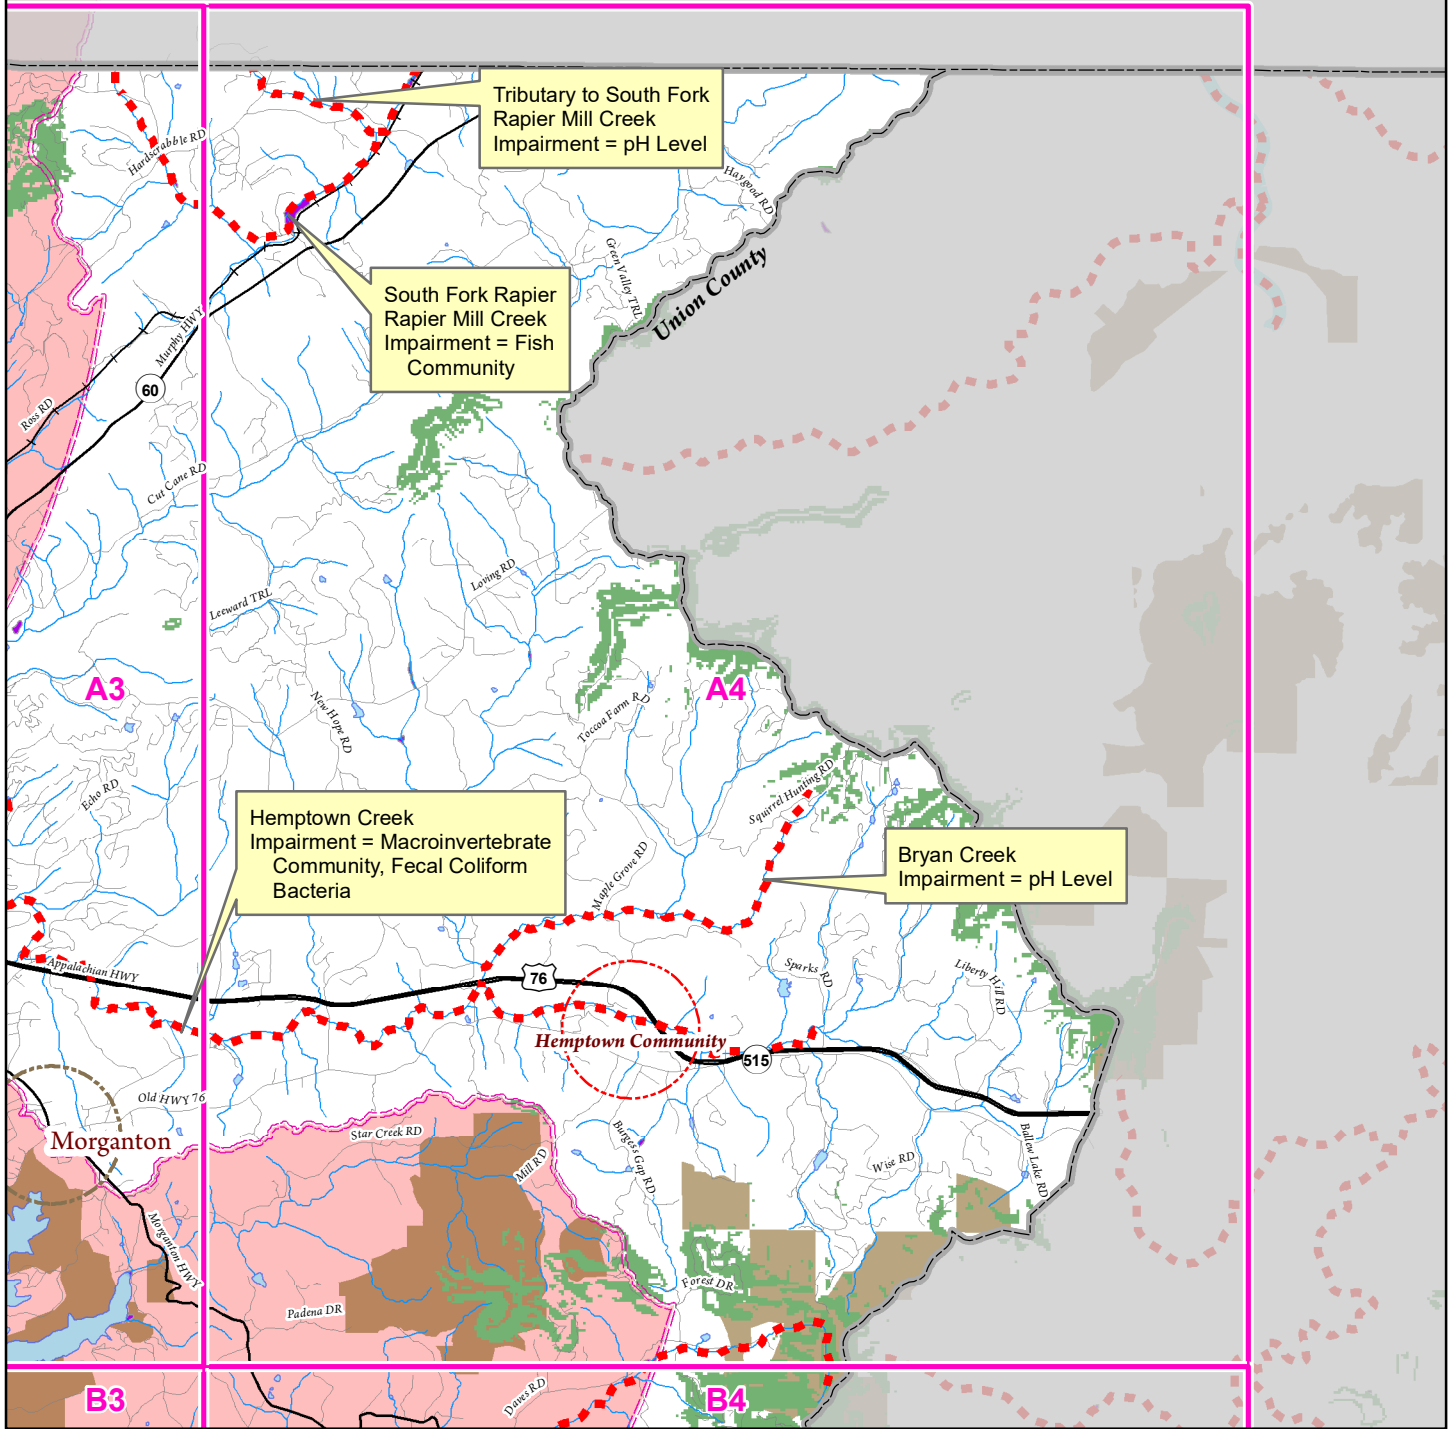 Tributary to South Fork
Rapier Mill Creek
Impairment = pH Level
Hardscrabble RD
Haygood RD
Green Valley TRL
Union County
South Fork Rapier
Rapier Mill Creek
Impairment = Fish
Community
Murphy HWY
60
Ross RD
Cut Cane RD
Loving RD
Leeward TRL
A3
A4
New Hope RD
Toccoa Farm RD
Echo RD
Squirrel Hunting RD
Hemptown Creek
Impairment = Macroinvertebrate
Community, Fecal Coliform
Bacteria
Bryan Creek
Impairment = pH Level
Maple Grove RD
Appalachian HWY
76
Sparks RD
Liberty Hill RD
Hemptown Community
515
Old HWY 76
Morganton
Star Creek RD
Mill RD
Burgess Gap RD
Wise RD
Ballew Lake RD
Morganton HWY
Forest DR
Padena DR
Daves RD
B3
B4